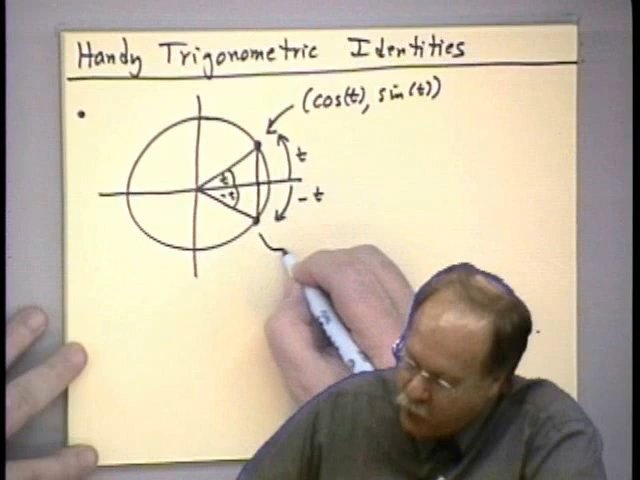 Handy Trigonometric Identities
(cos(t), sin(t))
t
t
-t
-t